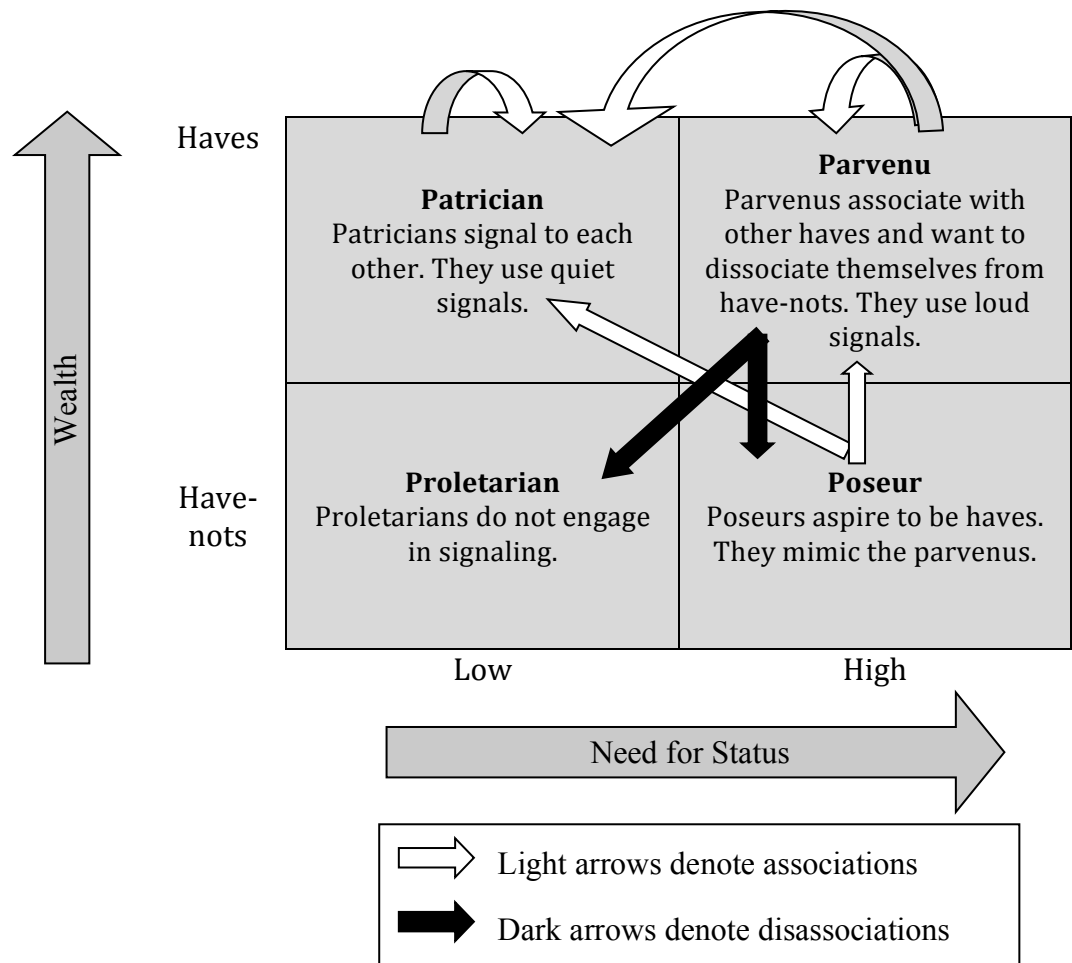 Haves
Patrician
Patricians signal to each
other. They use quiet
signals.
Parvenu
Parvenus associate with
other haves and want to
dissociate themselves from
have-nots. They use loud
signals.
Wealth
Have-
nots
Proletarian
Proletarians do not engage
in signaling.
Poseur
Poseurs aspire to be haves.
They mimic the parvenus.
Low
High
Need for Status
Light arrows denote associations
Dark arrows denote disassociations